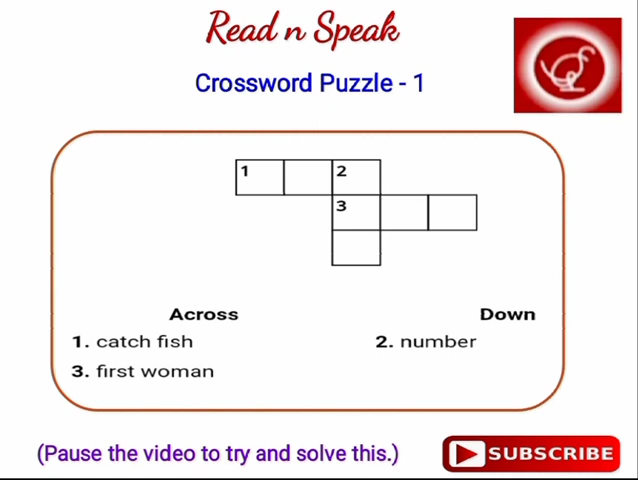 Read n Speak
Crossword Puzzle - 1
1 2
3
Across Down
1. catch fish 2. number
3. first woman
(Pause the video to try and solve this.)
SUBSCRIBE